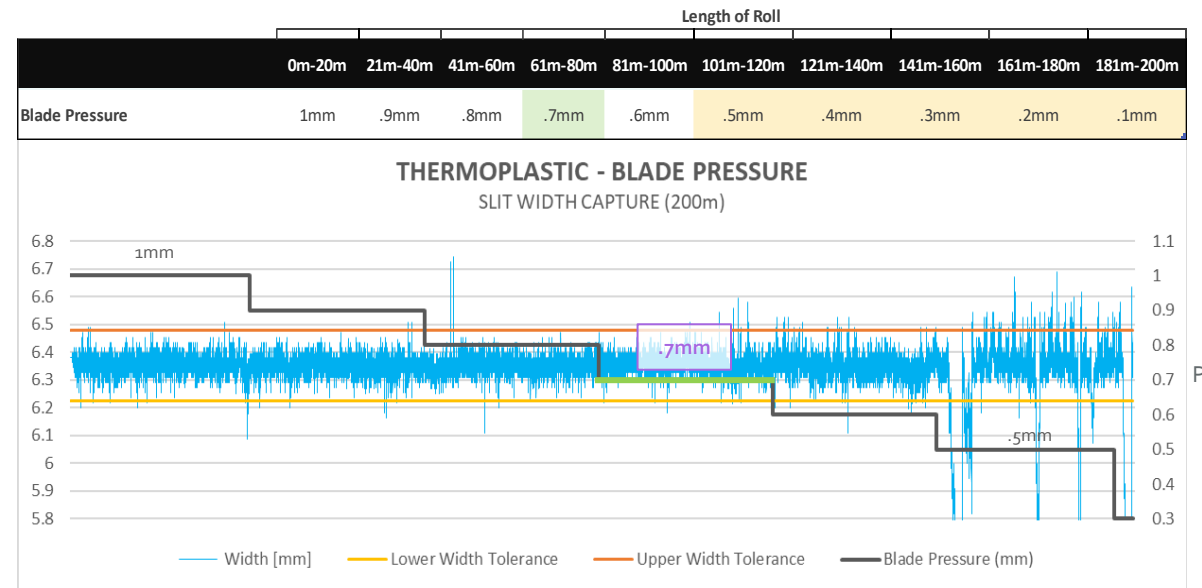 Length of Roll
0m-20m 21m-40m 41m-60m 61m-80m 81m-100m 101m-120m 121m-140m 141m-160m 161m-180m 181m-200m
Blade Pressure 1mm .9mm .8mm .7mm .6mm .5mm .4mm .3mm .2mm .1mm
THERMOPLASTIC - BLADE PRESSURE
SLIT WIDTH CAPTURE (200m)
6.8 1.1
1mm
6.7 1
6.6 0.9
6.5 0.8
.7mm
6.4
6.3 0.7 P
6.2 0.6
6.1 0.5
.5mm
6
5.9 0.4
5.8 0.3
Width [mm] Lower Width Tolerance Upper Width Tolerance Blade Pressure (mm)